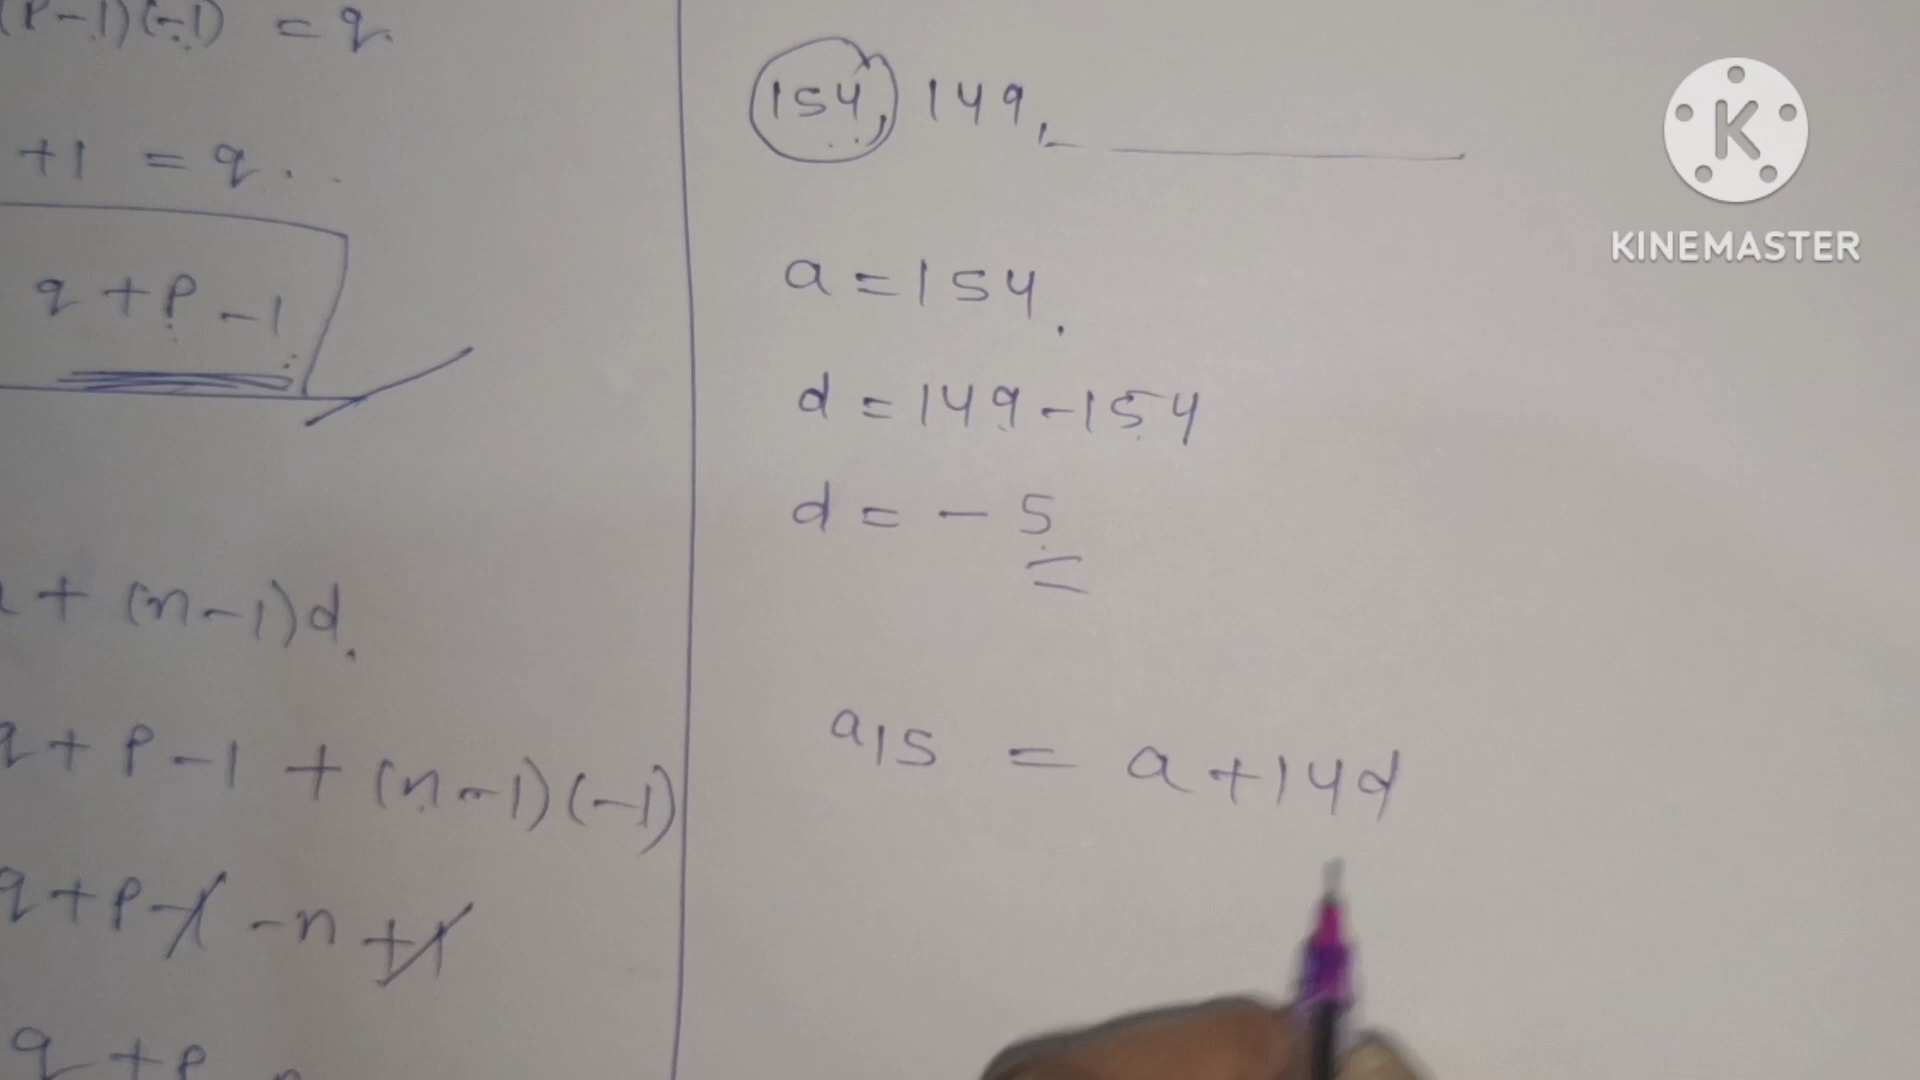 (P-1)(-1) = q.
+1 = q..
q+P-1
+ (n-1)d.
q+P-1 + (n-1)(-1)
q+P-1 -n +1
q+P
154, 149,
a=154.
d=149-154
d=-5
a15 = a+14d
K
KINEMASTER